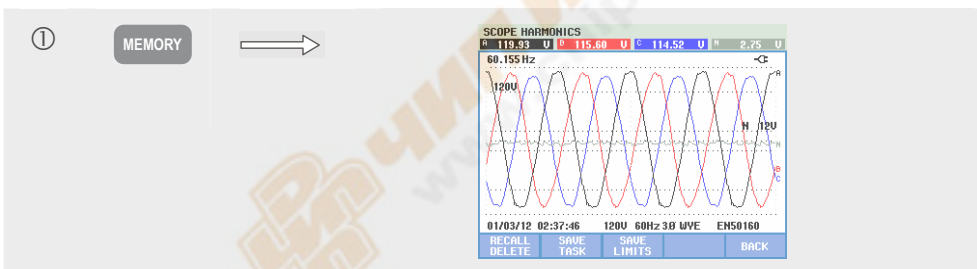 ①
MEMORY
SCOPE HARMONICS
A 119.93 V B 115.60 V C 114.52 V N 2.75 V
60.155 Hz
120V
A
N 12V
N
B
C
01/03/12 02:37:46 120V 60Hz 3Ø WYE EN50160
RECALL DELETE SAVE TASK SAVE LIMITS BACK
ЧИП